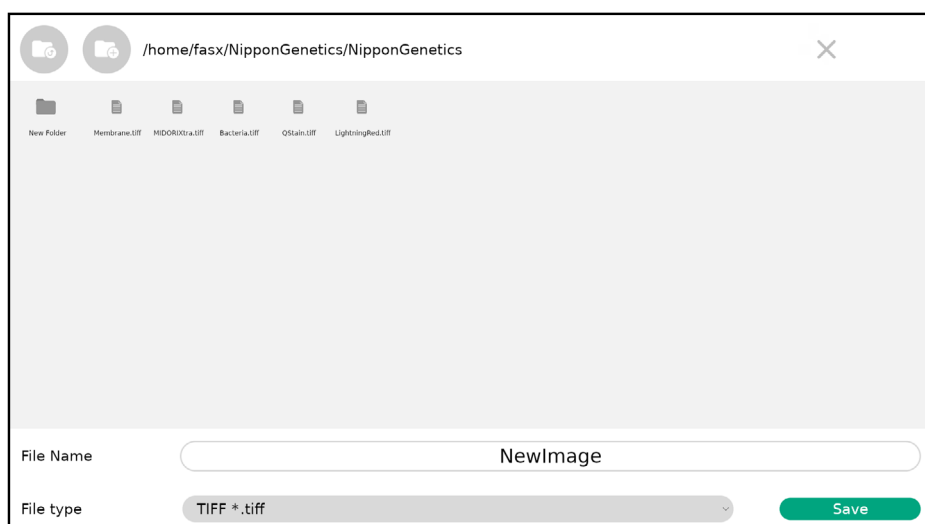 /home/fasx/NipponGenetics/NipponGenetics
New Folder Membrane.tiff MIDORIXtra.tiff Bacteria.tiff QStain.tiff LightningRed.tiff
File Name NewImage
File type TIFF *.tiff Save